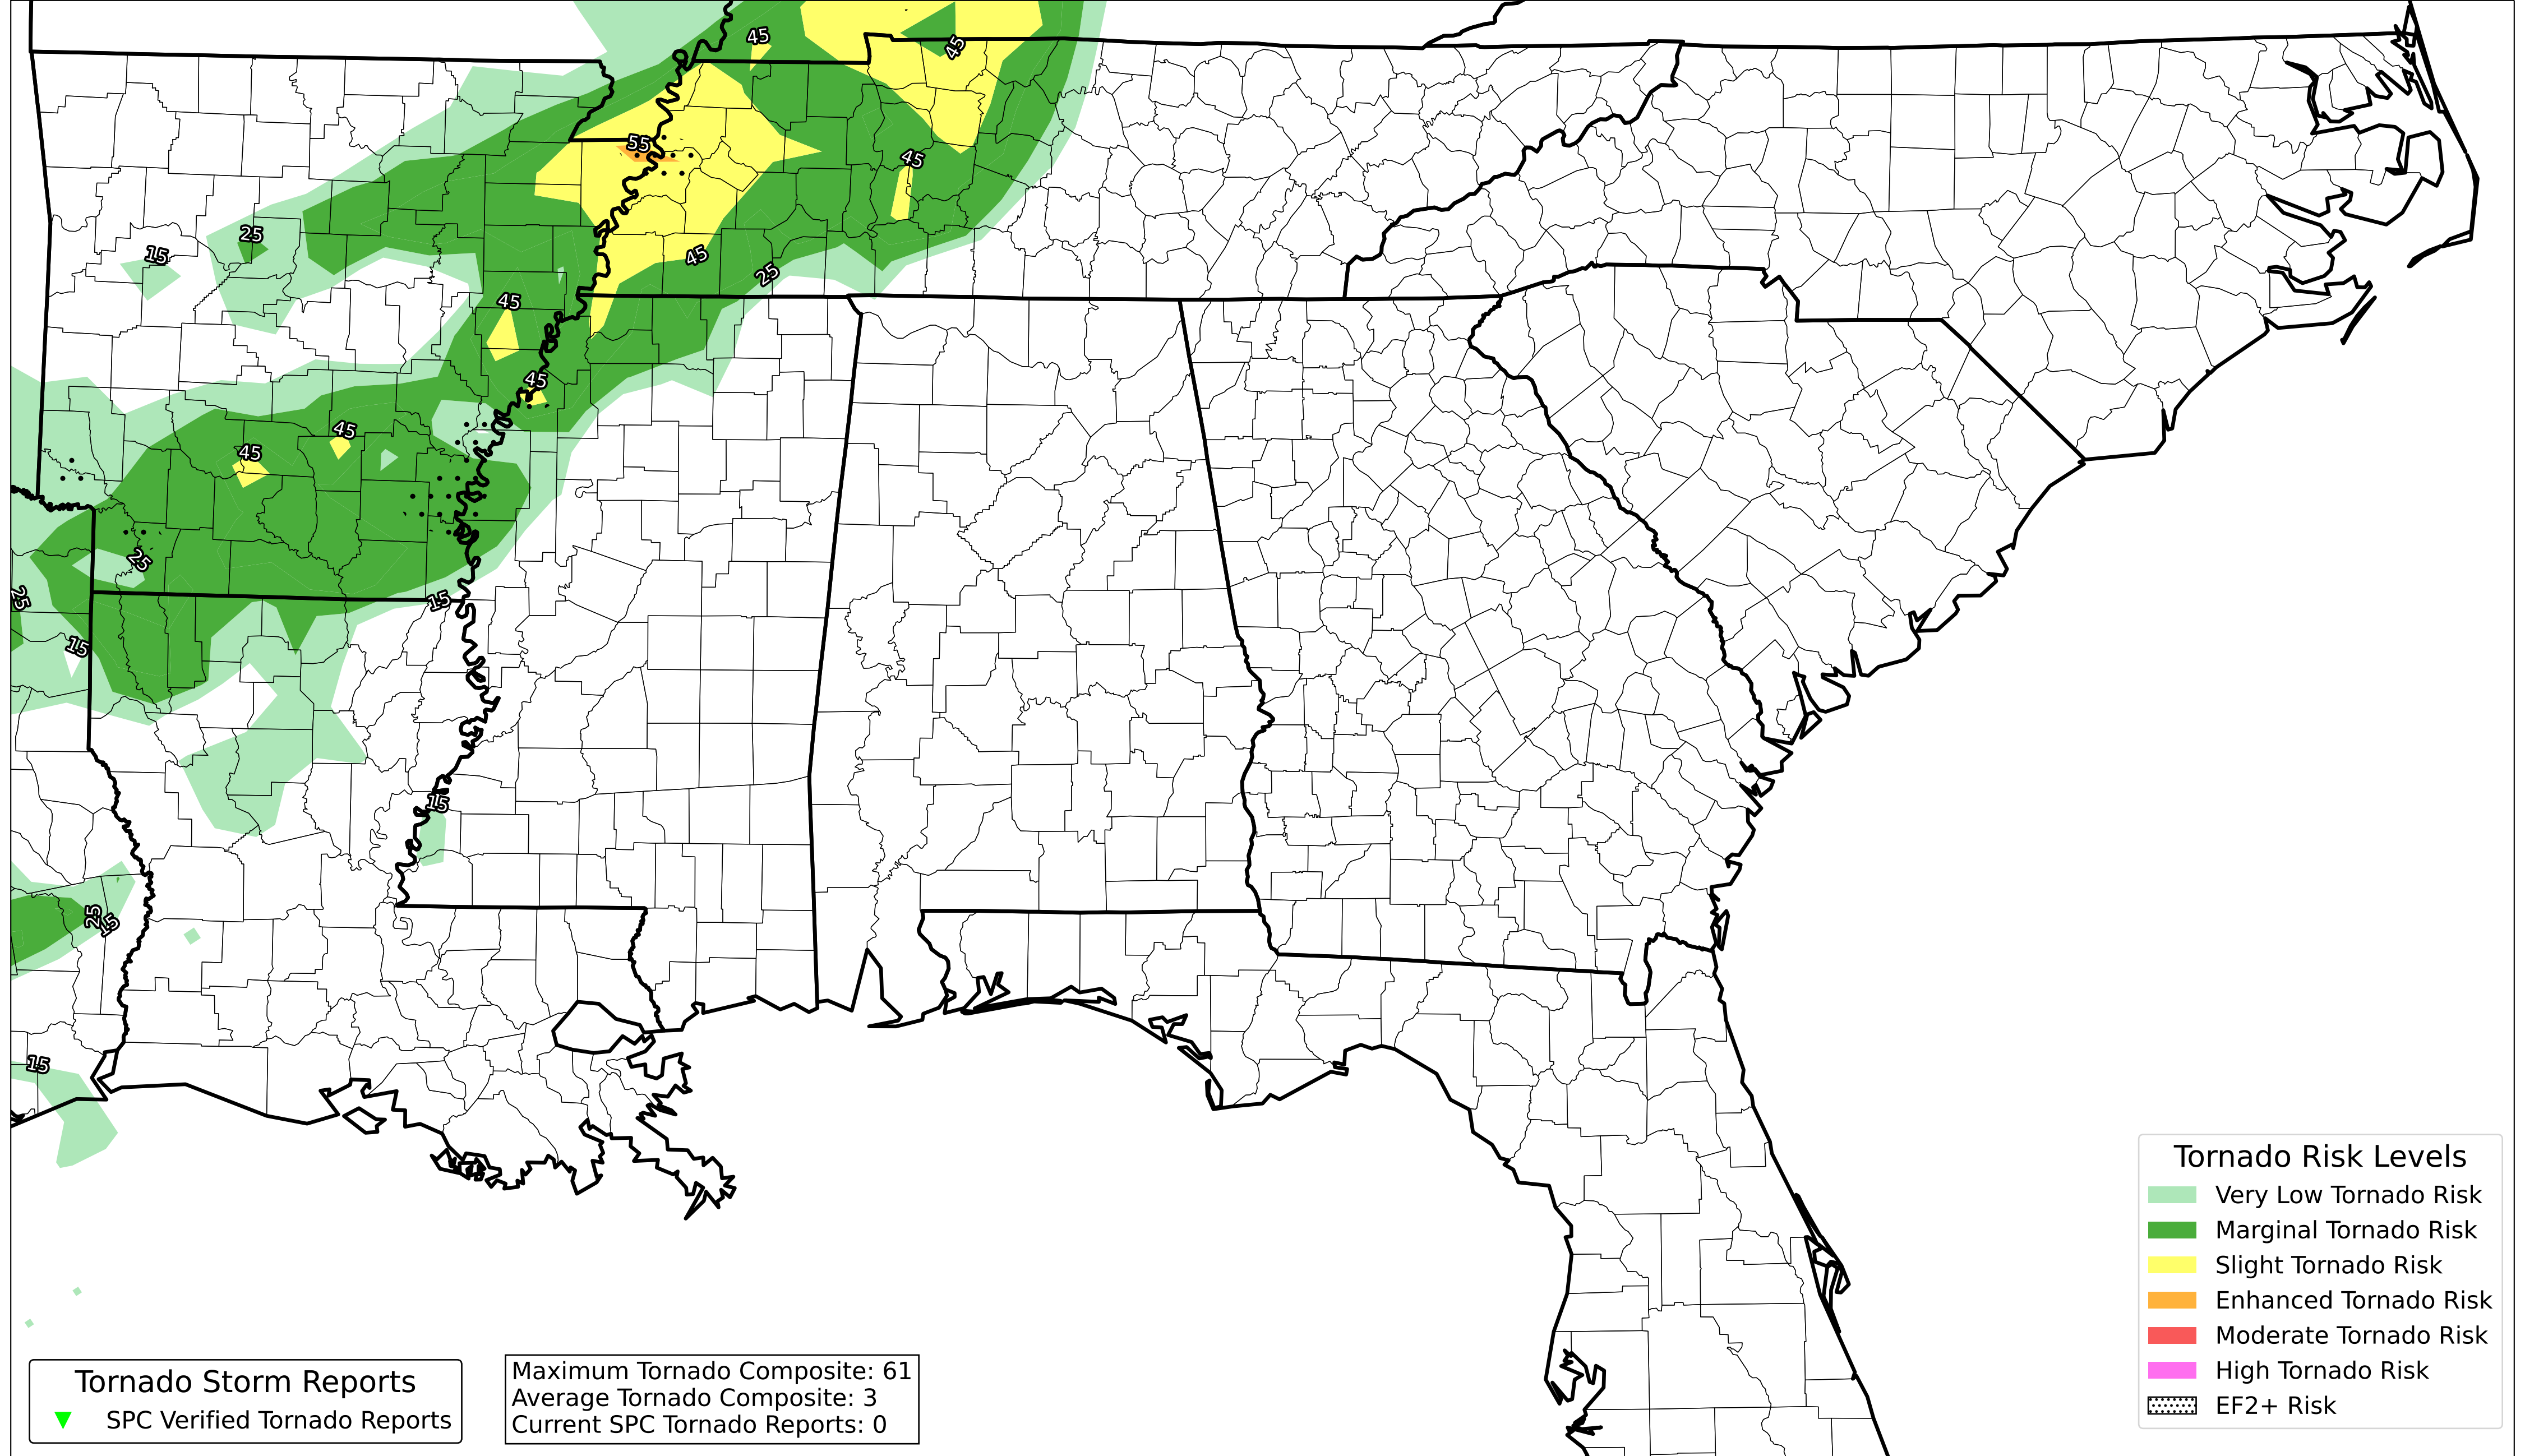 45
45
55
45
25
15
45
25
45
45
45
45
25
25
15
15
15
25
15
15
Tornado Risk Levels
Very Low Tornado Risk
Marginal Tornado Risk
Slight Tornado Risk
Enhanced Tornado Risk
Moderate Tornado Risk
High Tornado Risk
EF2+ Risk
Tornado Storm Reports
SPC Verified Tornado Reports
Maximum Tornado Composite: 61
Average Tornado Composite: 3
Current SPC Tornado Reports: 0